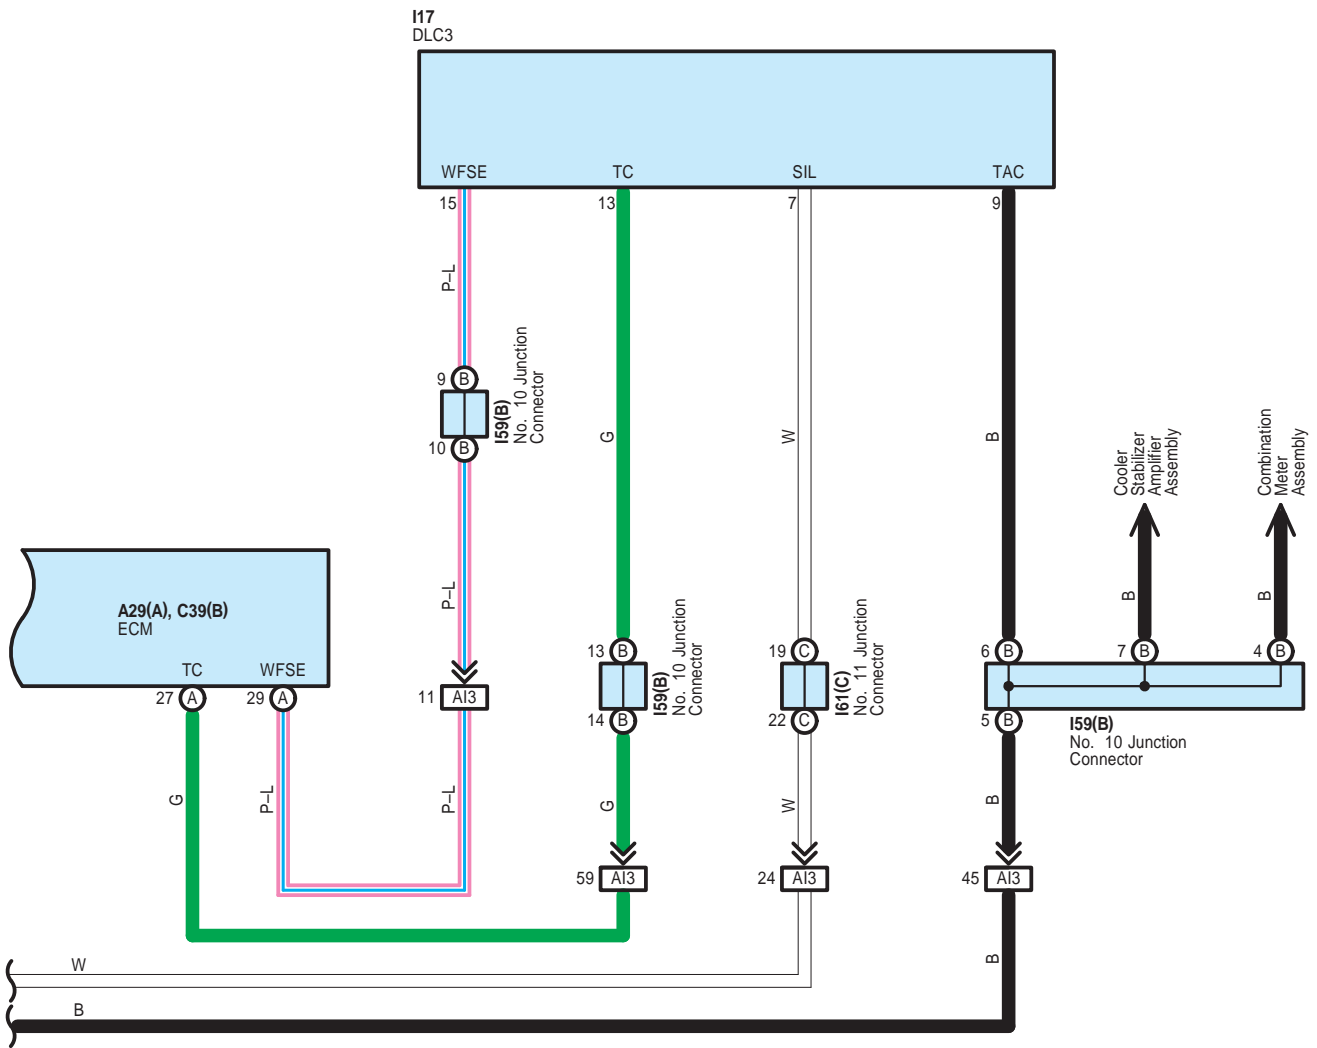 I17
DLC3
WFSE
TC
SIL
TAC
15
13
7
9
P–L
9
B
10
B
I59(B)
No. 10 Junction
Connector
G
W
B
Cooler
Stabilizer
Amplifier
Assembly
Combination
Meter
Assembly
A29(A), C39(B)
ECM
TC
WFSE
27
A
29
A
P–L
11
AI3
13
B
14
B
I59(B)
No. 10 Junction
Connector
19
C
22
C
I61(C)
No. 11 Junction
Connector
B
B
6
B
7
B
4
B
5
B
I59(B)
No. 10 Junction
Connector
G
P–L
P–L
G
W
B
59
AI3
24
AI3
45
AI3
W
B
B